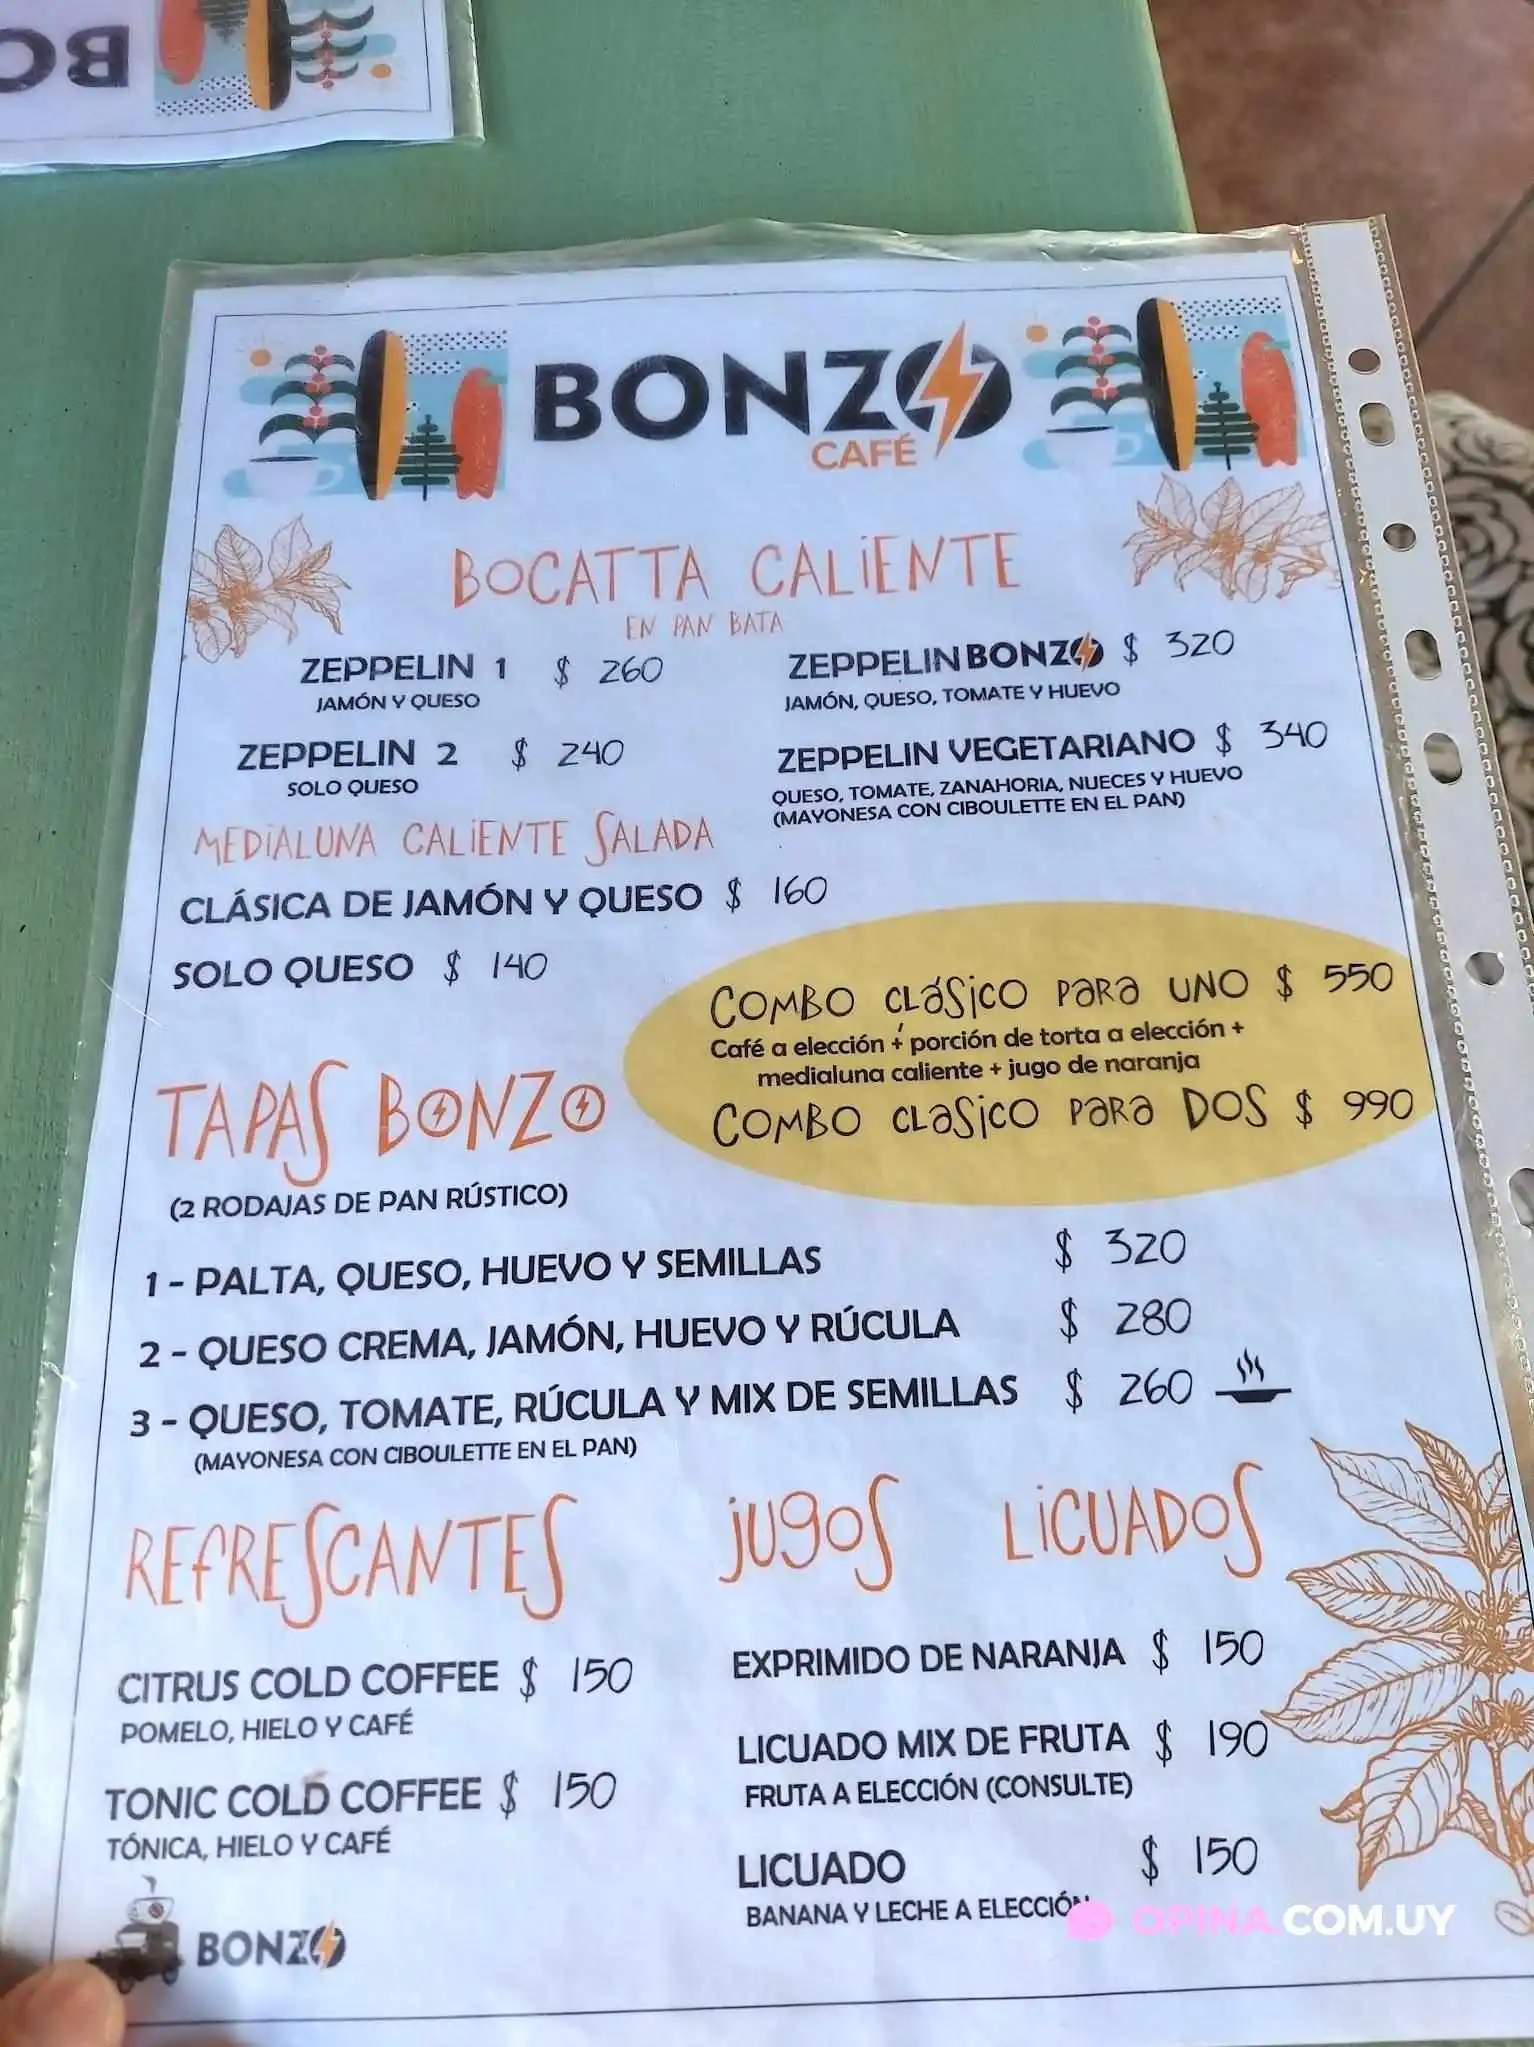 BO
BONZO
CAFÉ
BOCATTA CALIENTE
EN PAN BATA
ZEPPELIN 1 $ 260
JAMÓN Y QUESO
ZEPPELIN BONZO $ 320
JAMÓN, QUESO, TOMATE Y HUEVO
ZEPPELIN 2 $ 240
SOLO QUESO
ZEPPELIN VEGETARIANO $ 340
QUESO, TOMATE, ZANAHORIA, NUECES Y HUEVO
(MAYONESA CON CIBOULETTE EN EL PAN)
MEDIALUNA CALIENTE SALADA
CLÁSICA DE JAMÓN Y QUESO $ 160
SOLO QUESO $ 140
COMBO CLÁSICO PARA UNO $ 550
Café a elección + porción de torta a elección +
medialuna caliente + jugo de naranja
COMBO CLASICO PARA DOS $ 990
TAPAS BONZO
(2 RODAJAS DE PAN RÚSTICO)
1 - PALTA, QUESO, HUEVO Y SEMILLAS $ 320
2 - QUESO CREMA, JAMÓN, HUEVO Y RÚCULA $ 280
3 - QUESO, TOMATE, RÚCULA Y MIX DE SEMILLAS $ 260
(MAYONESA CON CIBOULETTE EN EL PAN)
REFRESCANTES
CITRUS COLD COFFEE $ 150
POMELO, HIELO Y CAFÉ
TONIC COLD COFFEE $ 150
TÓNICA, HIELO Y CAFÉ
JUGOS LICUADOS
EXPRIMIDO DE NARANJA $ 150
LICUADO MIX DE FRUTA $ 190
FRUTA A ELECCIÓN (CONSULTE)
LICUADO $ 150
BANANA Y LECHE A ELECCIÓN
BONZO
OPINA.COM.UY